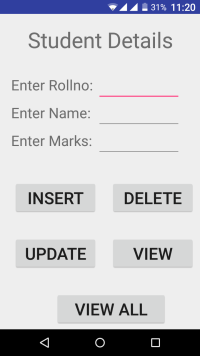 31% 11:20
Student Details
Enter Rollno:
Enter Name:
Enter Marks:
INSERT DELETE
UPDATE VIEW
VIEW ALL